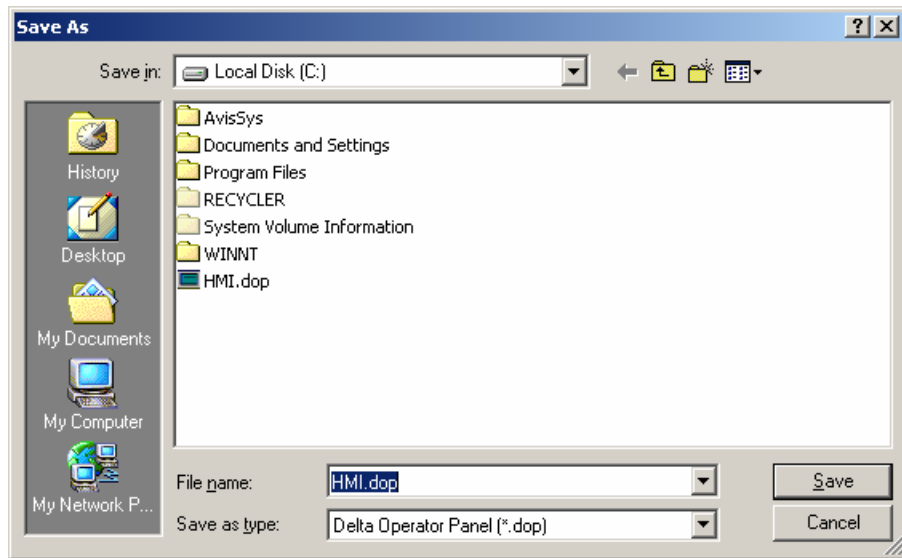 Save As
Save in: Local Disk (C:)
History
Desktop
My Documents
My Computer
My Network P...
AvisSys
Documents and Settings
Program Files
RECYCLER
System Volume Information
WINNT
HMI.dop
File name: HMI.dop
Save
Save as type: Delta Operator Panel (*.dop)
Cancel